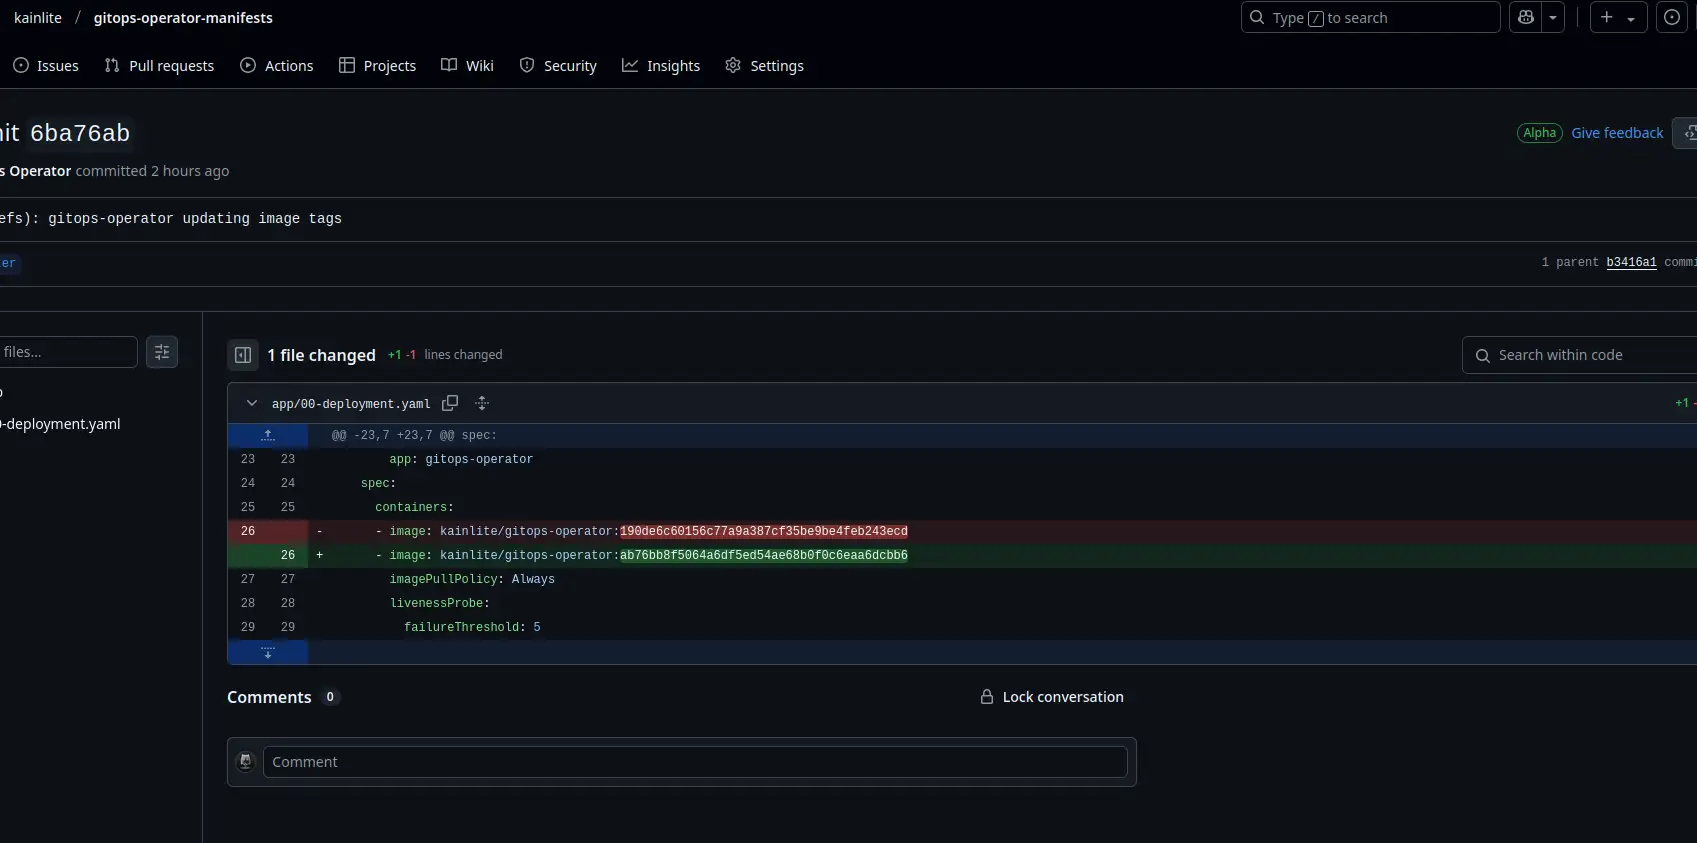 kainlite / gitops-operator-manifests
Type / to search
Issues Pull requests Actions Projects Wiki Security Insights Settings
6ba76ab
Alpha Give feedback
Operator committed 2 hours ago
gitops-operator updating image tags
1 parent b3416a1
files...
1 file changed +1 -1 lines changed
Search within code
app/00-deployment.yaml
+1 -
-deployment.yaml
@@ -23,7 +23,7 @@ spec:
23 23 app: gitops-operator
24 24 spec:
25 25 containers:
26 - - image: kainlite/gitops-operator:190de6c60156c77a9a387cf35be9be4feb243ecd
26 + - image: kainlite/gitops-operator:ab76bb8f5064a6df5ed54ae68b0f0c6eaa6dcbb6
27 27 imagePullPolicy: Always
28 28 livenessProbe:
29 29 failureThreshold: 5
Comments 0
Lock conversation
Comment